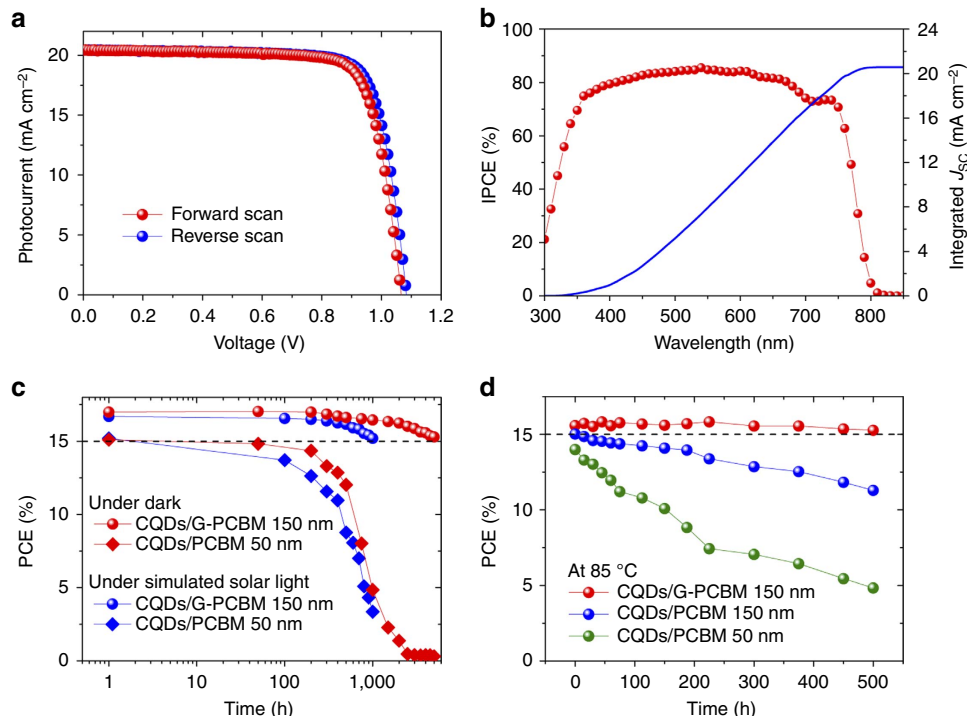 a
20
15
10
5
0
Photocurrent (mA cm–2)
Forward scan
Reverse scan
0.0 0.2 0.4 0.6 0.8 1.0 1.2
Voltage (V)
b
100
80
60
40
20
0
IPCE (%)
24
20
16
12
8
4
0
Integrated JSC (mA cm–2)
300 400 500 600 700 800
Wavelength (nm)
c
15
10
5
0
PCE (%)
Under dark
CQDs/G-PCBM 150 nm
CQDs/PCBM 50 nm
Under simulated solar light
CQDs/G-PCBM 150 nm
CQDs/PCBM 50 nm
1 10 100 1,000
Time (h)
d
15
10
5
0
PCE (%)
At 85 °C
CQDs/G-PCBM 150 nm
CQDs/PCBM 150 nm
CQDs/PCBM 50 nm
0 100 200 300 400 500
Time (h)